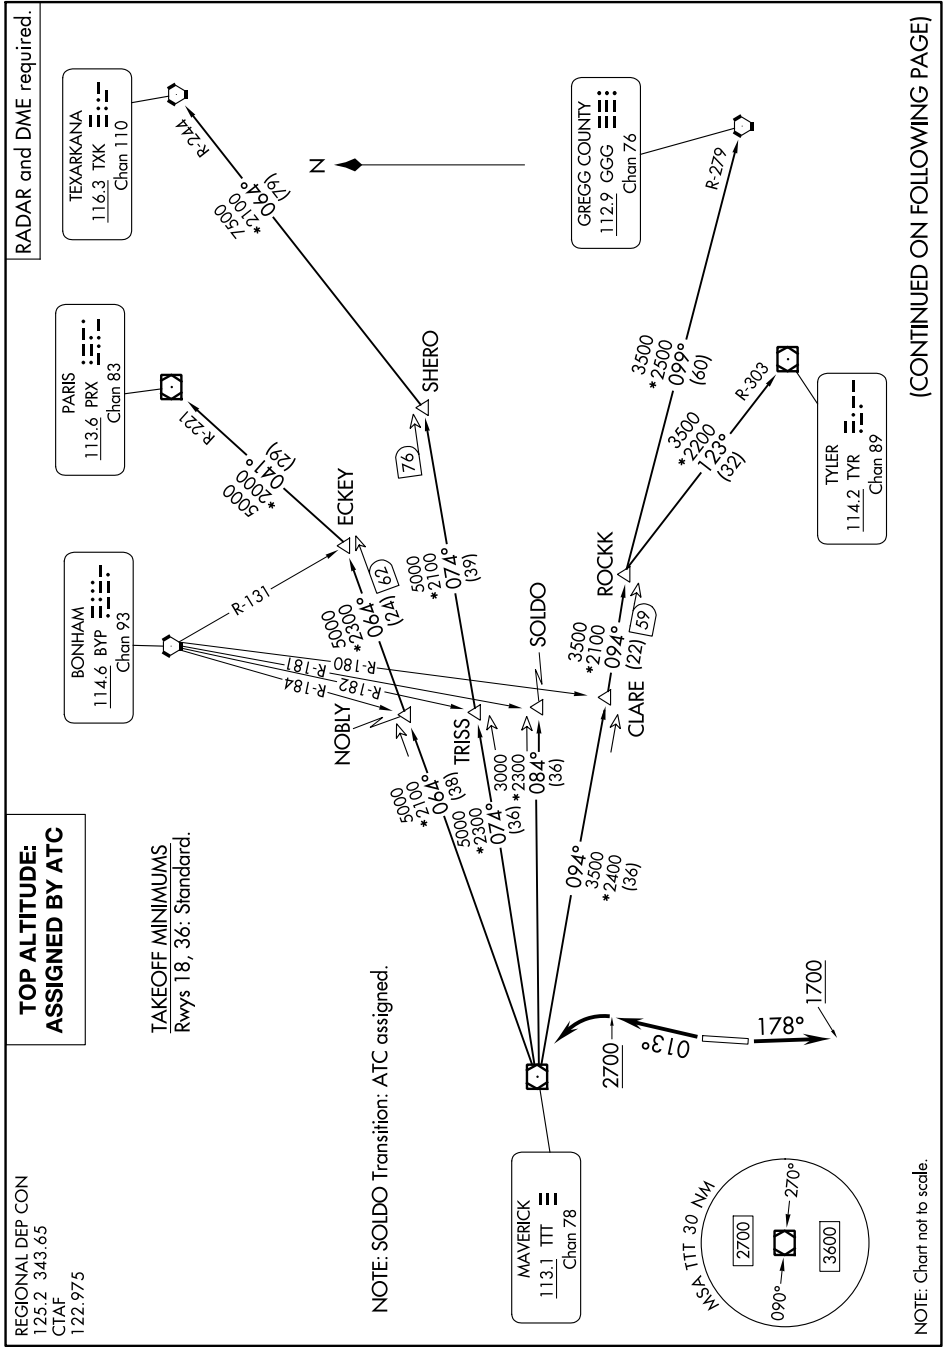 REGIONAL DEP CON
125.2 343.65
CTAF
122.975
TOP ALTITUDE:
ASSIGNED BY ATC
RADAR and DME required.
TAKEOFF MINIMUMS
Rwys 18, 36: Standard.
BONHAM
114.6 BYP
Chan 93
PARIS
113.6 PRX
Chan 83
TEXARKANA
116.3 TXK
Chan 110
R-131
R-184
R-182
R-181
R-180
R-221
5000
*2000
041°
(29)
R-244
7500
*2100
064°
(79)
N
ECKEY
5000
*2300
064°
(24)
62
NOBLY
5000
*2100
064°
(38)
SHERO
76
5000
*2100
074°
(39)
TRISS
5000
*2300
074°
(36)
SOLDO
3000
*2300
084°
(36)
NOTE: SOLDO Transition: ATC assigned.
ROCKK
3500
*2100
094°
(22)
59
CLARE
094°
3500
*2400
(36)
GREGG COUNTY
112.9 GGG
Chan 76
R-279
3500
*2500
099°
(60)
R-303
3500
*2200
123°
(32)
TYLER
114.2 TYR
Chan 89
MAVERICK
113.1 TTT
Chan 78
2700
013°
178°
1700
MSA TTT 30 NM
2700
090°
270°
3600
NOTE: Chart not to scale.
(CONTINUED ON FOLLOWING PAGE)